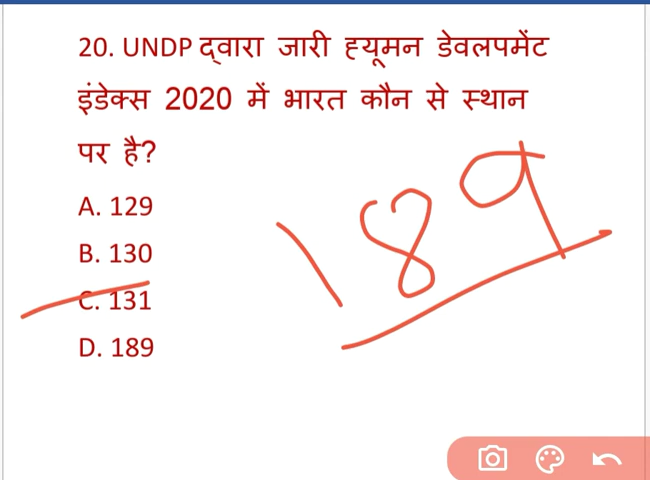 20. UNDP द्वारा जारी ह्यूमन डेवलपमेंट
इंडेक्स 2020 में भारत कौन से स्थान
पर है?
A. 129
B. 130
C. 131
D. 189
189